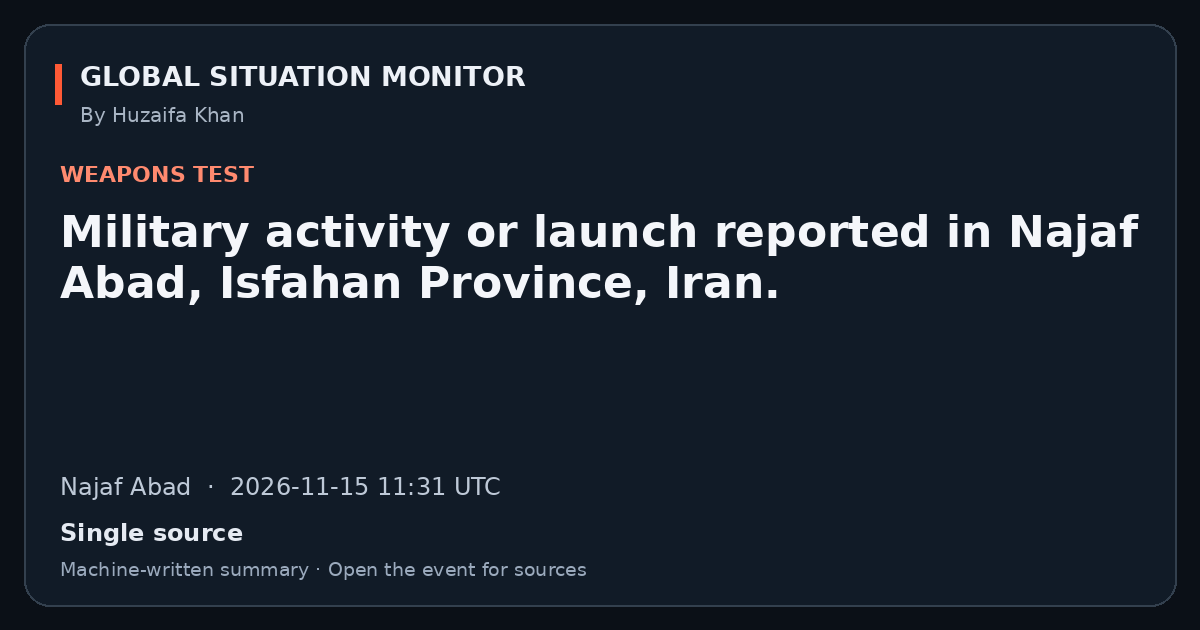 GLOBAL SITUATION MONITOR
By Huzaifa Khan
WEAPONS TEST
Military activity or launch reported in Najaf
Abad, Isfahan Province, Iran.
Najaf Abad · 2026-11-15 11:31 UTC
Single source
Machine-written summary · Open the event for sources